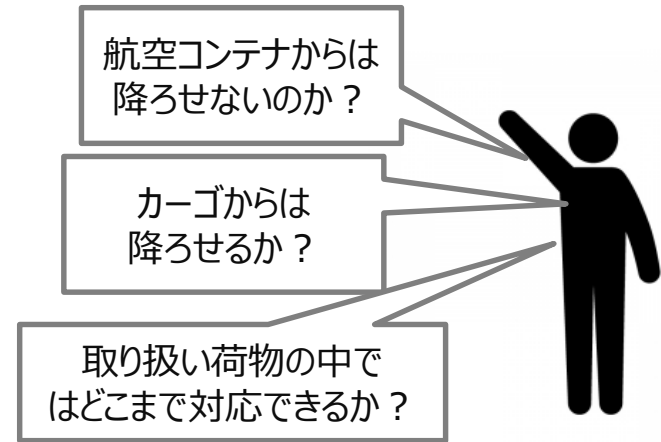 航空コンテナからは
降ろせないのか？
カーゴからは
降ろせるか？
取り扱い荷物の中で
はどこまで対応できるか？